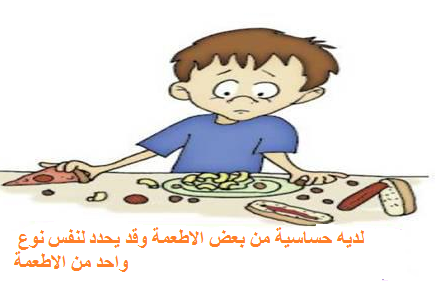 لديه حساسية من بعض الاطعمة وقد يحدد لنفس نوع
واحد من الاطعمة